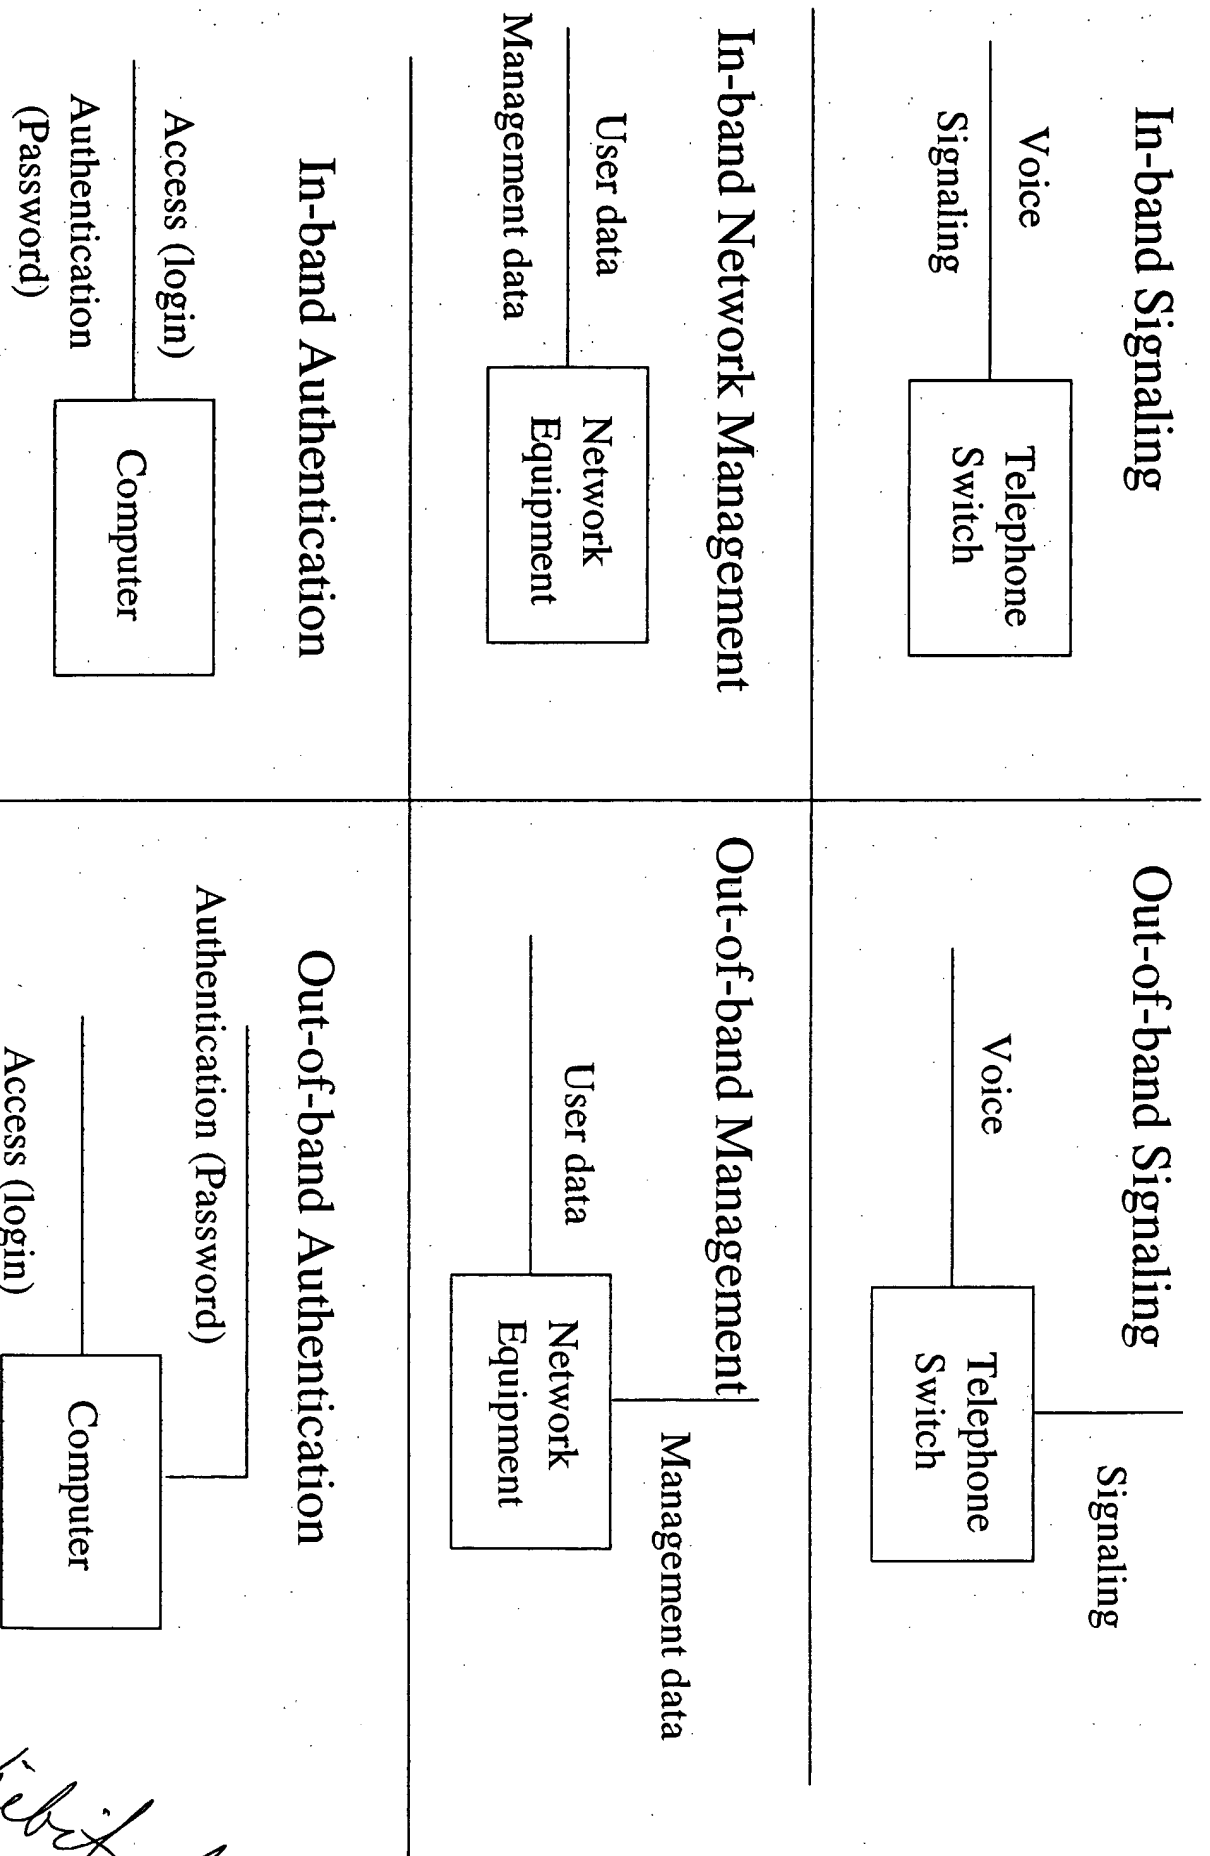 In-band Signaling
Voice
Signaling
Telephone
Switch
Out-of-band Signaling
Signaling
Voice
Telephone
Switch
In-band Network Management
User data
Management data
Network
Equipment
Out-of-band Management
Management data
User data
Network
Equipment
In-band Authentication
Access (login)
Authentication
(Password)
Computer
Out-of-band Authentication
Authentication (Password)
Access (login)
Computer